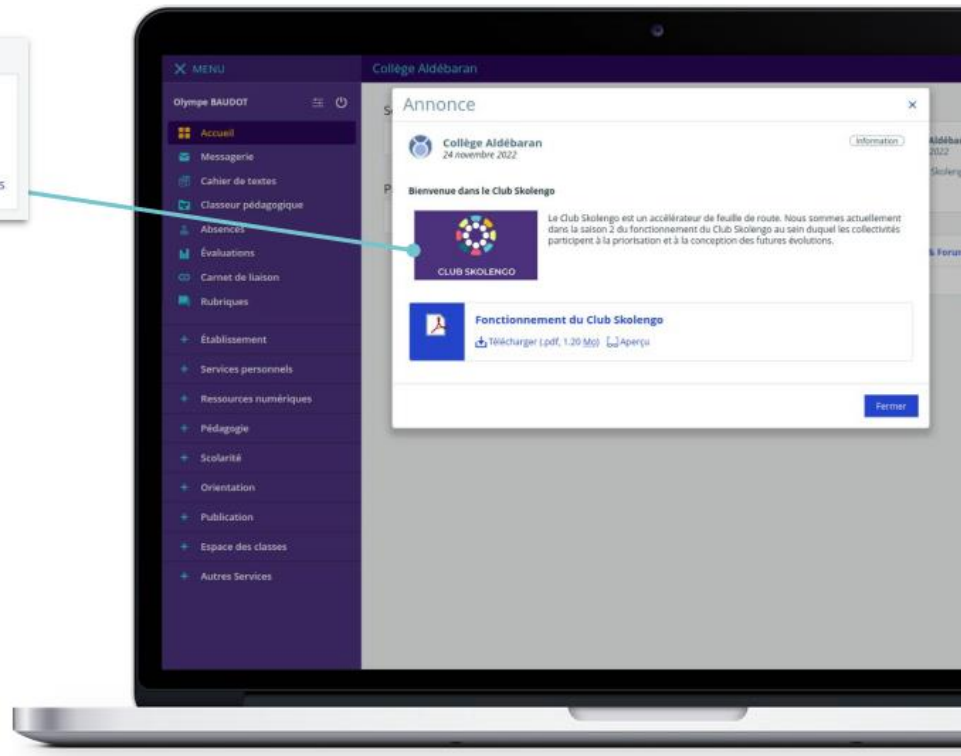 s
MENU
Collège Aldébaran
Olympe BAUDOT
Accueil
Messagerie
Cahier de textes
Classeur pédagogique
Absences
Évaluations
Carnet de liaison
Rubriques
Établissement
Services personnels
Ressources numériques
Pédagogie
Scolarité
Orientation
Publication
Espace des classes
Autres Services
S
P
Annonce
×
Collège Aldébaran
24 novembre 2022
Information
Bienvenue dans le Club Skolengo
CLUB SKOLENGO
Le Club Skolengo est un accélérateur de feuille de route. Nous sommes actuellement
dans la saison 2 du fonctionnement du Club Skolengo au sein duquel les collectivités
participent à la priorisation et à la conception des futures évolutions.
Fonctionnement du Club Skolengo
Télécharger (.pdf, 1.20 Mo) Aperçu
Fermer
Aldéba
2022
Skoleng
& Forum